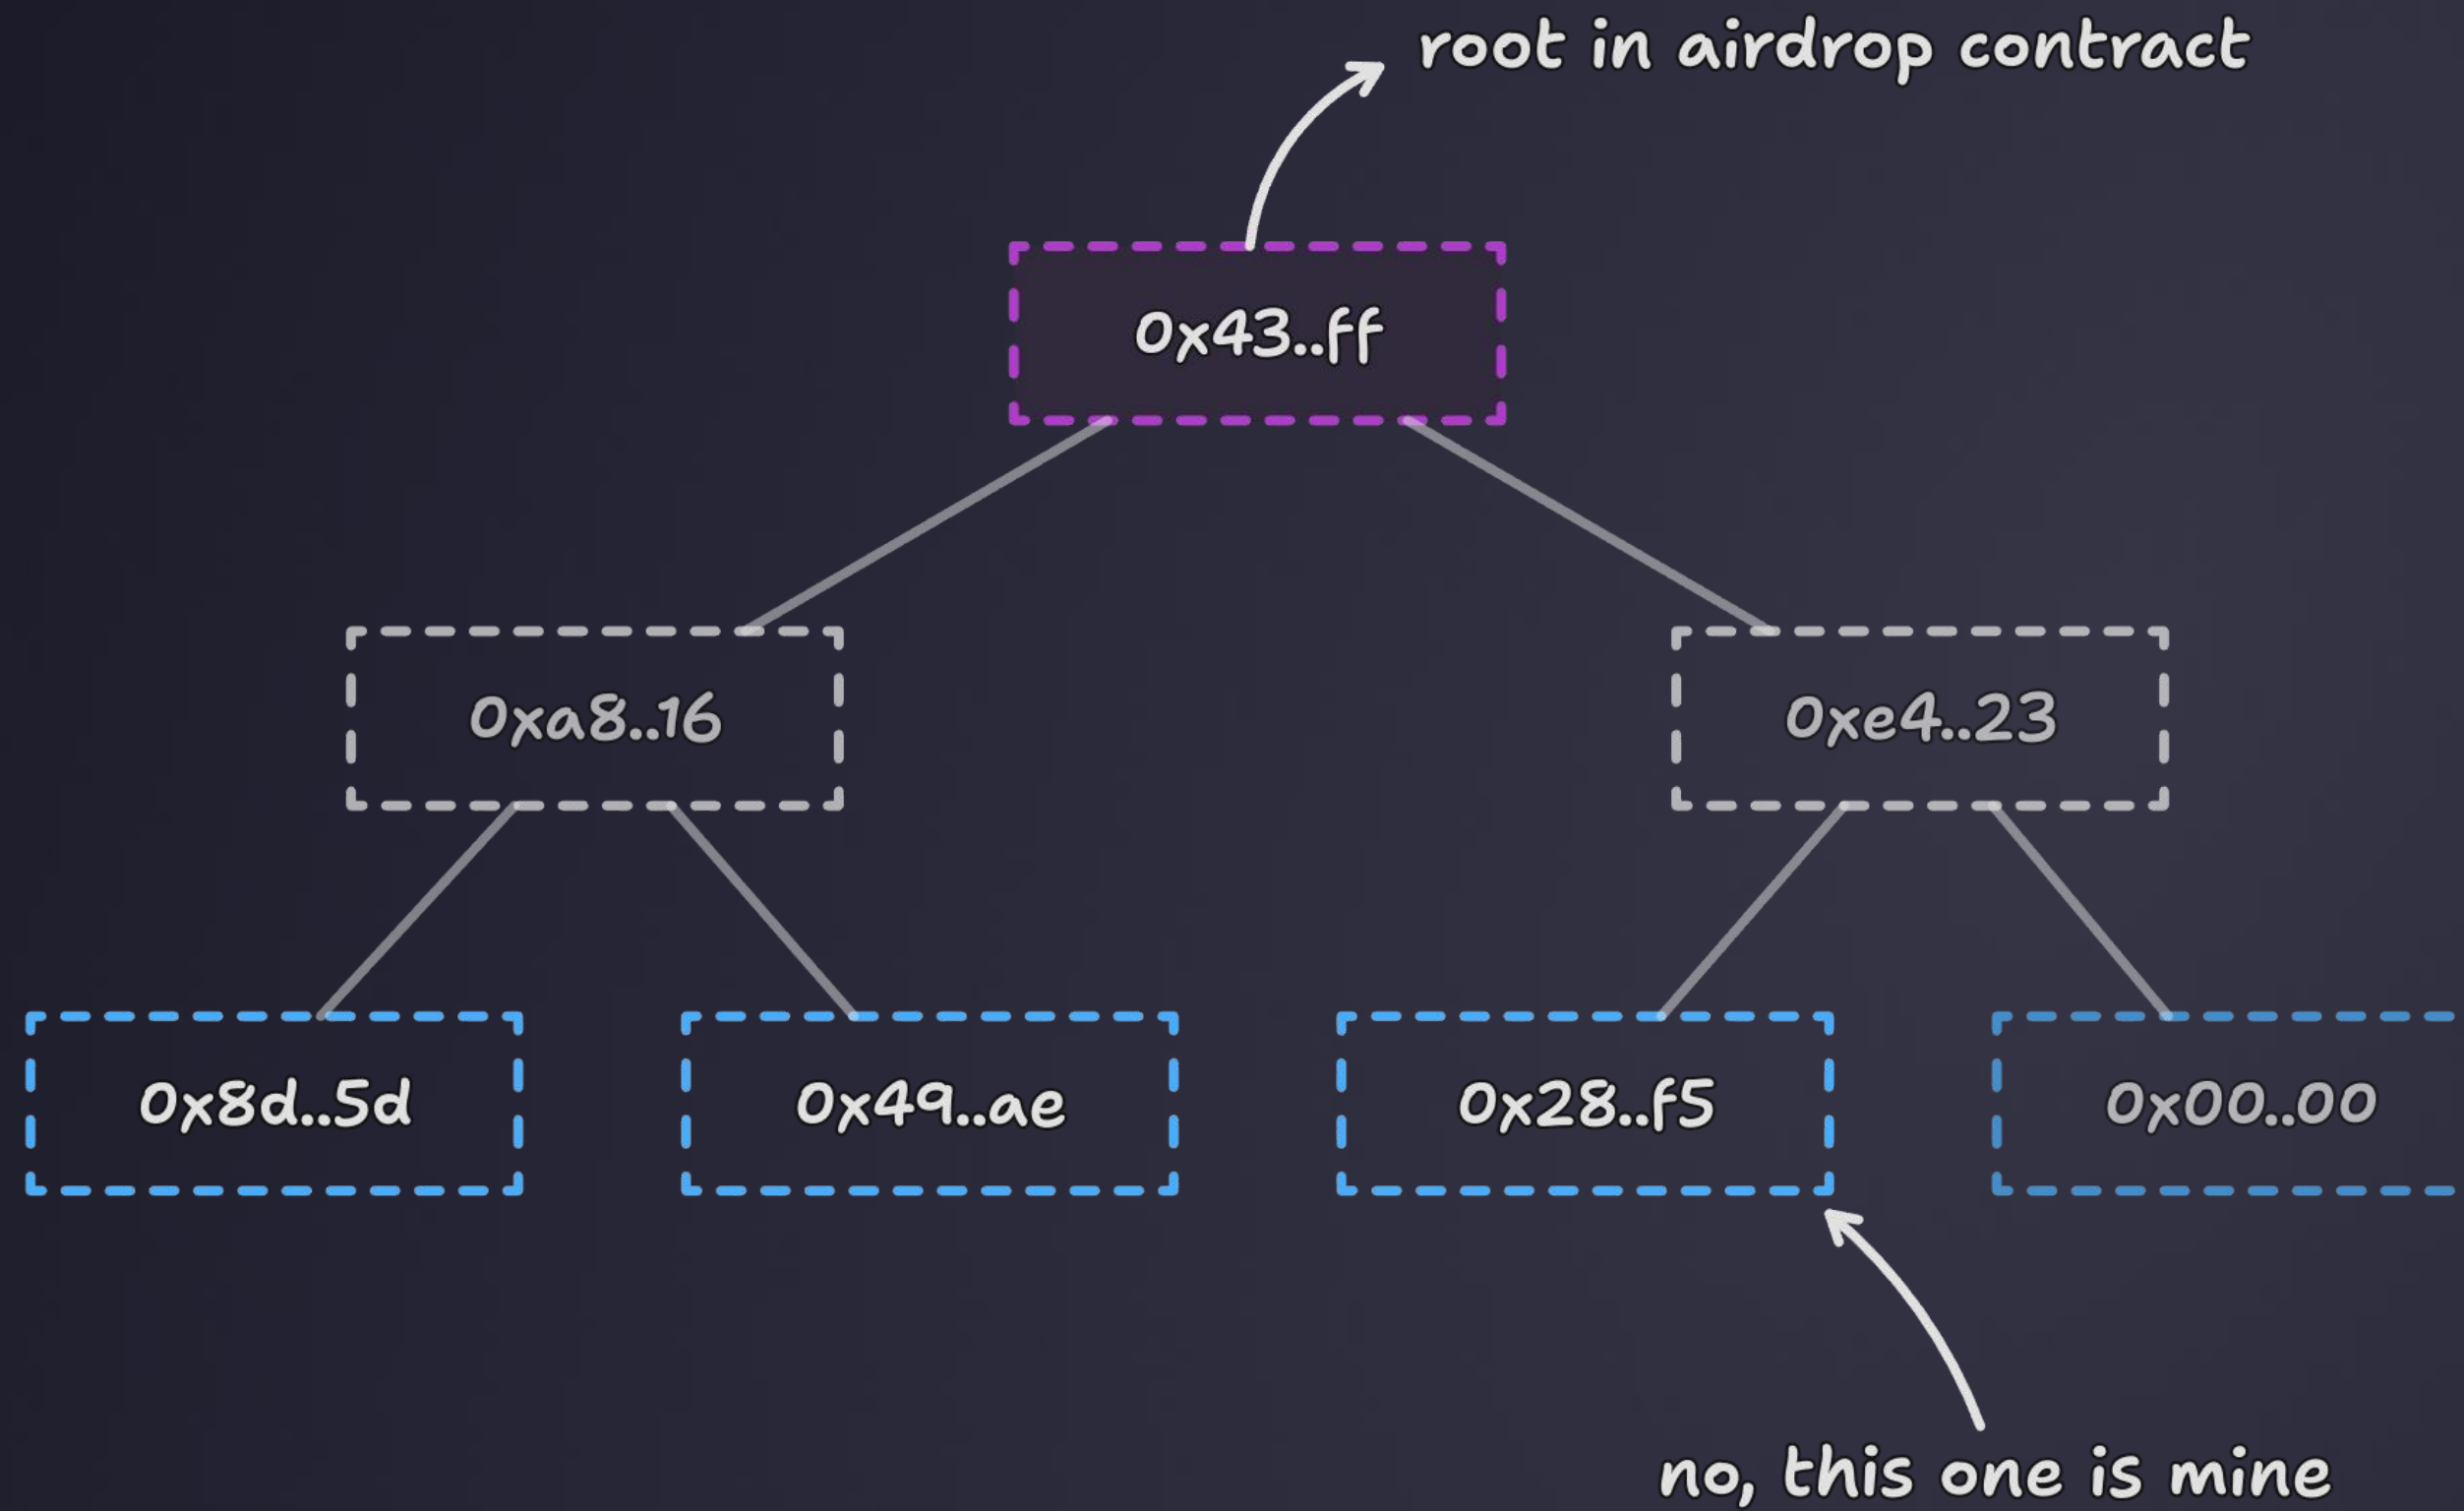 root in airdrop contract
0x43..ff
0xa8..16
0xe4..23
0x8d..5d
0x49..ae
0x28..f5
0x00..00
no, this one is mine